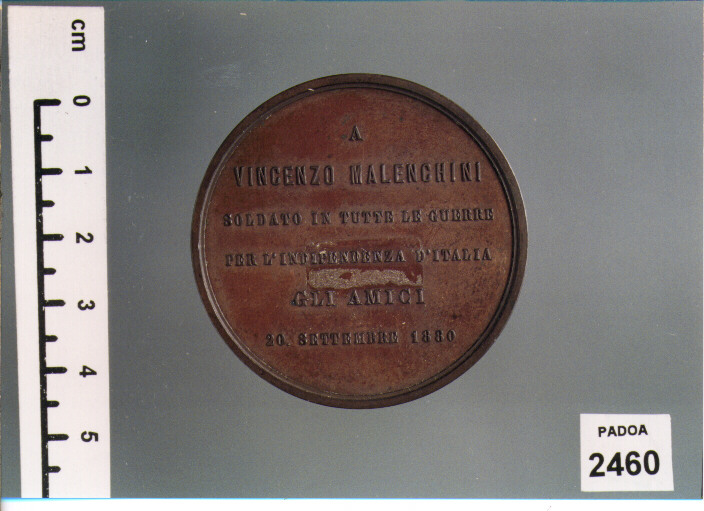 cm
0
1
2
3
4
5
A
VINCENZO MALENCHINI
SOLDATO IN TUTTE LE GUERRE
PER L'INDIPENDENZA D'ITALIA
GLI AMICI
20. SETTEMBRE 1880
PADOA
2460